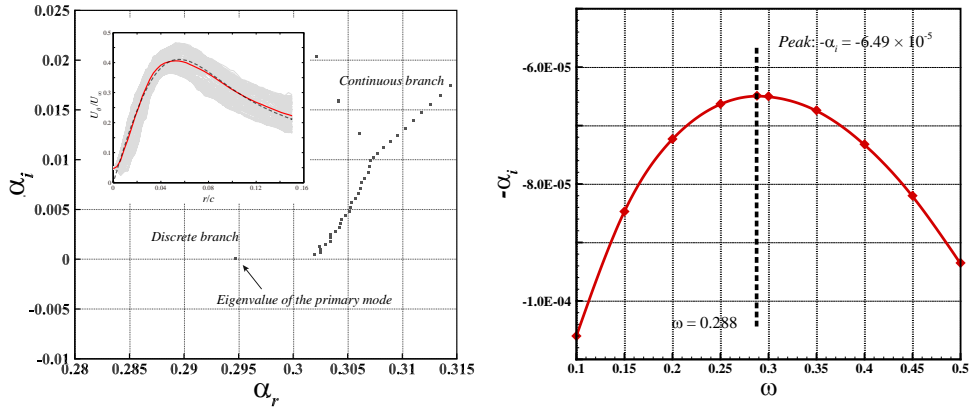 0.025
0.02
0.015
0.01
0.005
0
-0.005
-0.01
α_i
0.28
0.285
0.29
0.295
0.3
0.305
0.31
0.315
α_r
0.5
0.4
0.3
0.2
0.1
0
U_θ/U_∞
0
0.04
0.08
0.12
0.16
r/c
Continuous branch
Discrete branch
Eigenvalue of the primary mode
-6.0E-05
-8.0E-05
-1.0E-04
-α_i
Peak: -α_i = -6.49 × 10^-5
ω = 0.288
0.1
0.15
0.2
0.25
0.3
0.35
0.4
0.45
0.5
ω